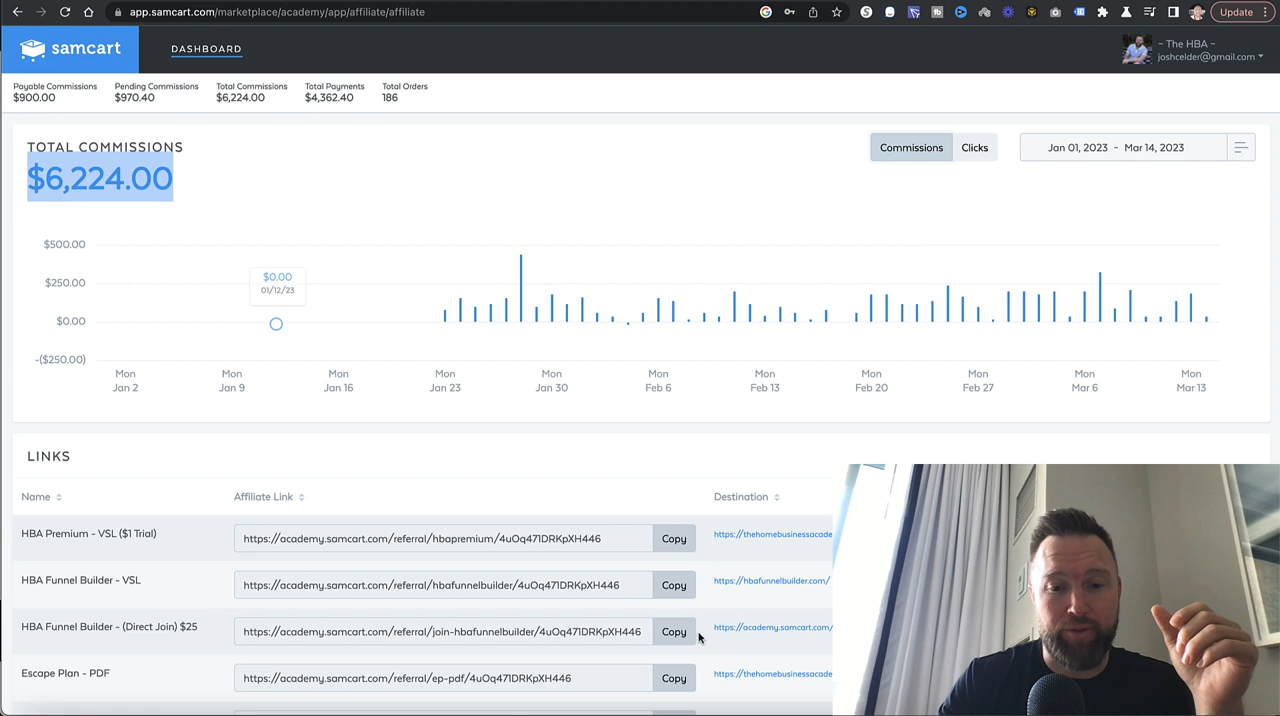 app.samcart.com/marketplace/academy/app/affiliate/affiliate
Update
samcart
DASHBOARD
~ The HBA ~
joshcelder@gmail.com
Payable Commissions
$900.00
Pending Commissions
$970.40
Total Commissions
$6,224.00
Total Payments
$4,362.40
Total Orders
186
TOTAL COMMISSIONS
$6,224.00
Commissions
Clicks
Jan 01, 2023 - Mar 14, 2023
$500.00
$250.00
$0.00
-($250.00)
$0.00
01/12/23
Mon
Jan 2
Mon
Jan 9
Mon
Jan 16
Mon
Jan 23
Mon
Jan 30
Mon
Feb 6
Mon
Feb 13
Mon
Feb 20
Mon
Feb 27
Mon
Mar 6
Mon
Mar 13
LINKS
Name
Affiliate Link
Destination
HBA Premium - VSL ($1 Trial)
https://academy.samcart.com/referral/hbapremium/4uOq471DRKpXH446
Copy
https://thehomebusinessacade
HBA Funnel Builder - VSL
https://academy.samcart.com/referral/hbafunnelbuilder/4uOq471DRKpXH446
Copy
https://hbafunnelbuilder.com/
HBA Funnel Builder - (Direct Join) $25
https://academy.samcart.com/referral/join-hbafunnelbuilder/4uOq471DRKpXH446
Copy
https://academy.samcart.com/
Escape Plan - PDF
https://academy.samcart.com/referral/ep-pdf/4uOq471DRKpXH446
Copy
https://thehomebusinessacade